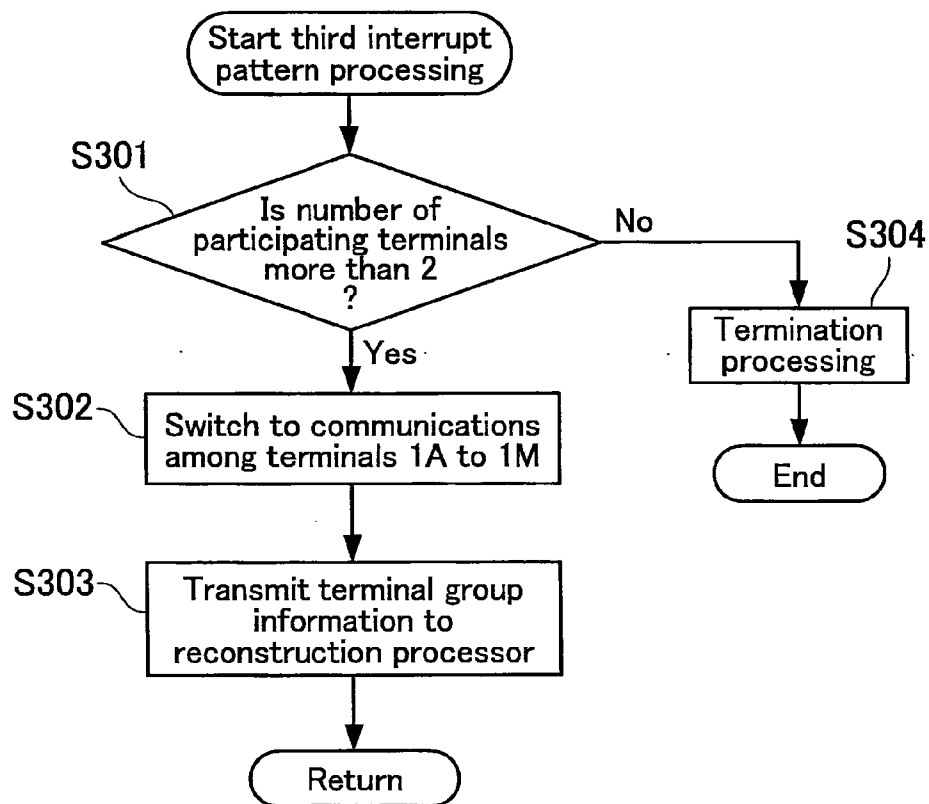 Start third interrupt
pattern processing
S301
Is number of
participating terminals
more than 2
?
No
S304
Termination
processing
End
Yes
S302
Switch to communications
among terminals 1A to 1M
S303
Transmit terminal group
information to
reconstruction processor
Return